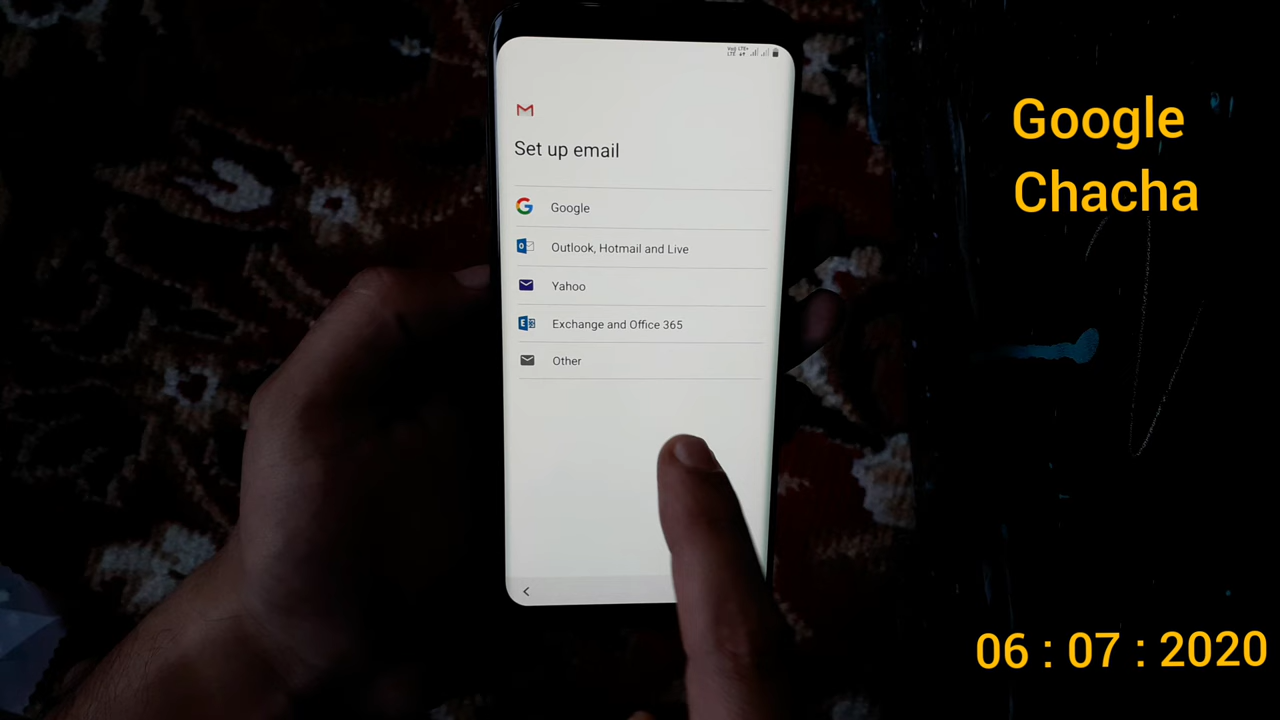 Set up email
Google
Outlook, Hotmail and Live
Yahoo
Exchange and Office 365
Other
Google
Chacha
06 : 07 : 2020